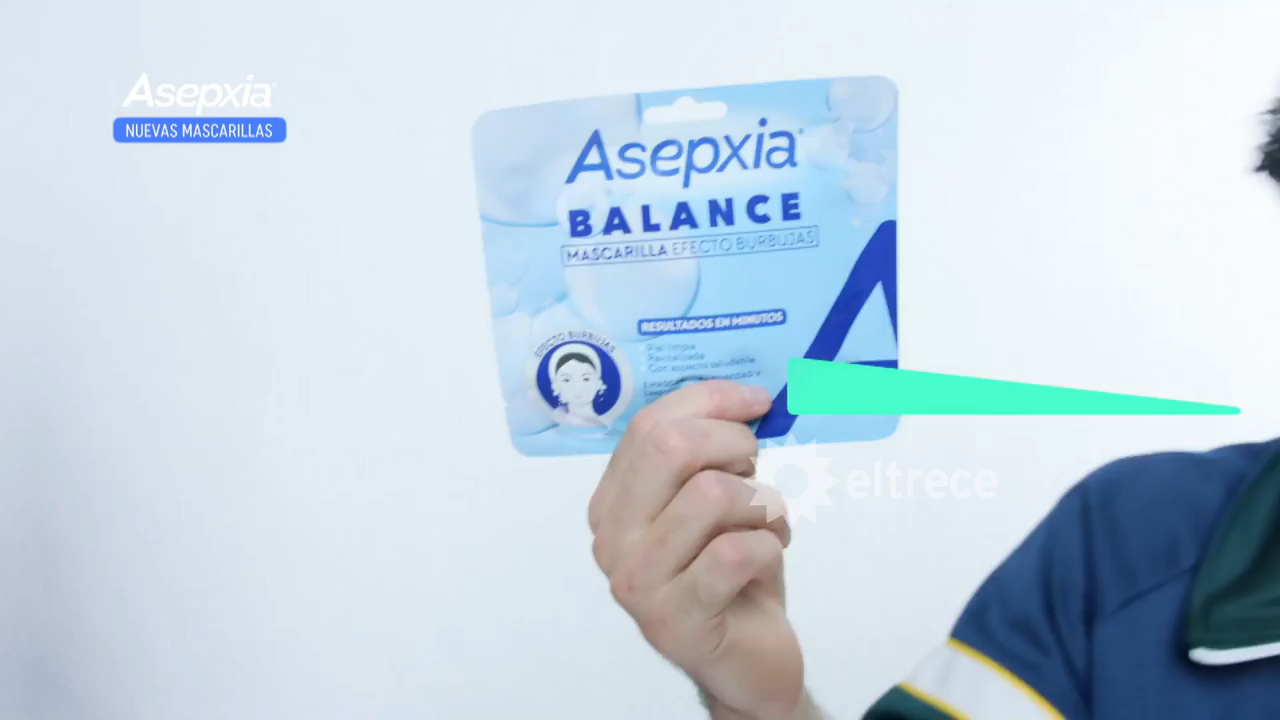 Asepxia
NUEVAS MASCARILLAS
Asepxia
BALANCE
MASCARILLA EFECTO BURBUJAS
RESULTADOS EN MINUTOS
Piel limpia
Revitalizada
Con aspecto saludable
EFECTO BURBUJAS
eltrece